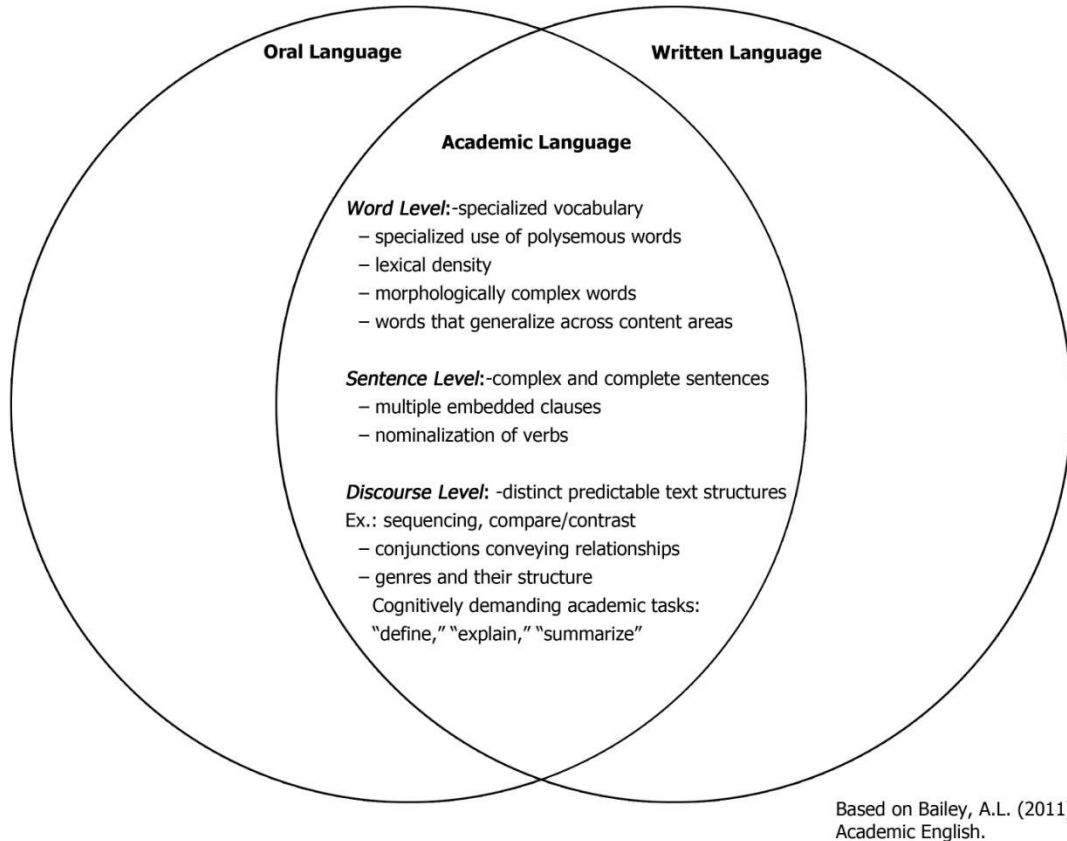 Oral Language
Written Language
Academic Language
Word Level:-specialized vocabulary
– specialized use of polysemous words
– lexical density
– morphologically complex words
– words that generalize across content areas
Sentence Level:-complex and complete sentences
– multiple embedded clauses
– nominalization of verbs
Discourse Level: -distinct predictable text structures
Ex.: sequencing, compare/contrast
– conjunctions conveying relationships
– genres and their structure
Cognitively demanding academic tasks:
“define,” “explain,” “summarize”
Based on Bailey, A.L. (2011)
Academic English.